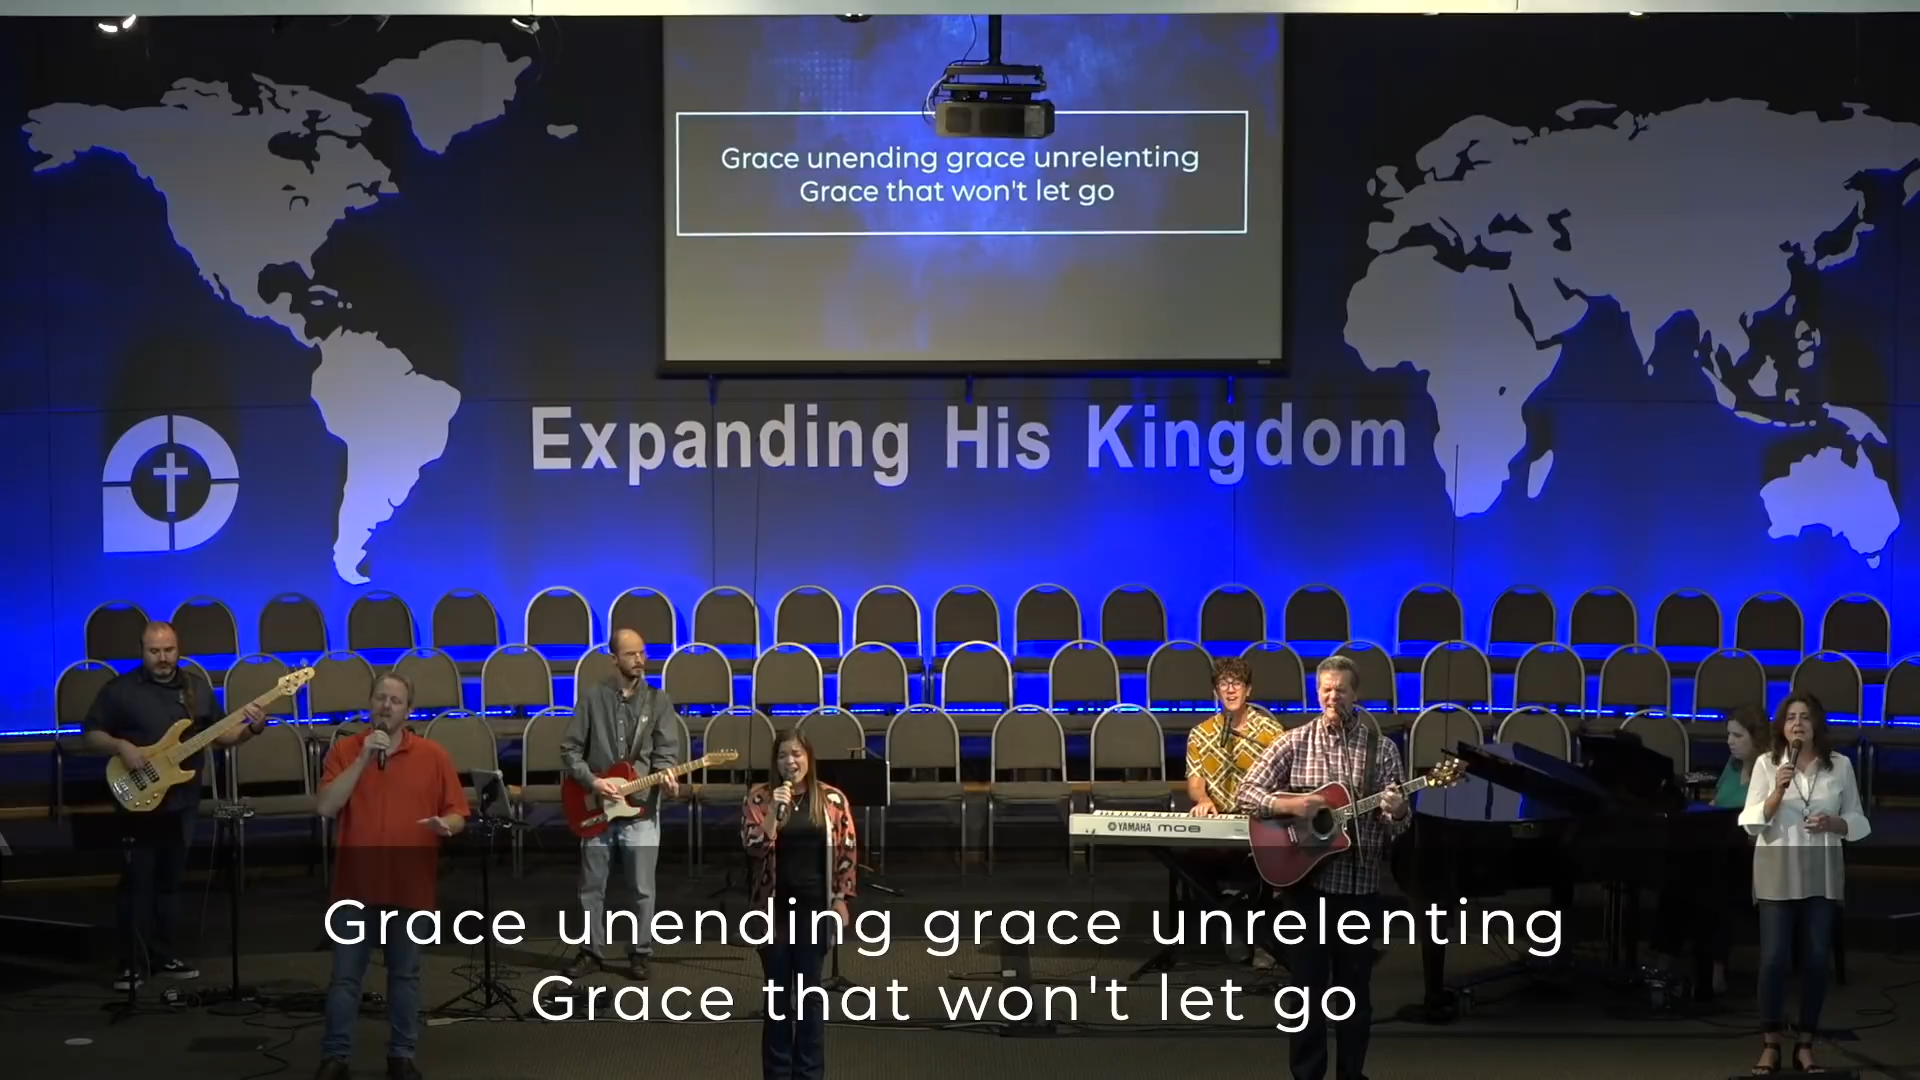 Grace unending grace unrelenting
Grace that won't let go
Expanding His Kingdom
YAMAHA MO8
Grace unending grace unrelenting
Grace that won't let go